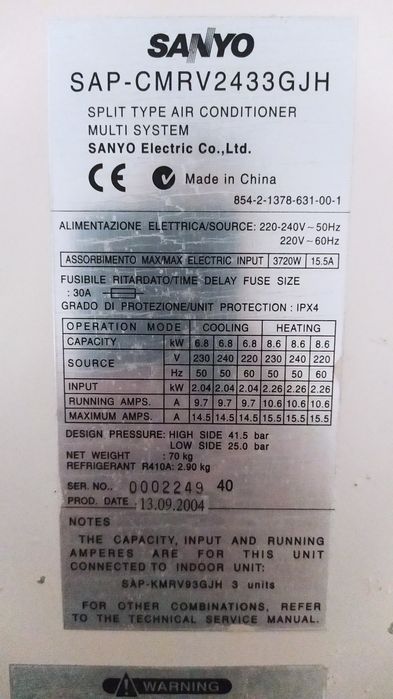 SANYO
SAP-CMRV2433GJH
SPLIT TYPE AIR CONDITIONER
MULTI SYSTEM
SANYO Electric Co.,Ltd.
CE Made in China
854-2-1378-631-00-1
ALIMENTAZIONE ELETTRICA/SOURCE: 220-240V~50Hz
220V~60Hz
ASSORBIMENTO MAX/MAX ELECTRIC INPUT 3720W 15.5A
FUSIBILE RITARDATO/TIME DELAY FUSE SIZE
: 30A
GRADO DI PROTEZIONE/UNIT PROTECTION : IPX4
OPERATION MODE COOLING HEATING
CAPACITY kW 6.8 6.8 6.8 8.6 8.6 8.6
SOURCE V 230 240 220 230 240 220
Hz 50 50 60 50 50 60
INPUT kW 2.04 2.04 2.04 2.26 2.26 2.26
RUNNING AMPS. A 9.7 9.7 9.7 10.6 10.6 10.6
MAXIMUM AMPS. A 14.5 14.5 14.5 15.5 15.5 15.5
DESIGN PRESSURE: HIGH SIDE 41.5 bar
LOW SIDE 25.0 bar
NET WEIGHT : 70 kg
REFRIGERANT R410A: 2.90 kg
SER. NO.. 0002249 40
PROD. DATE 13.09.2004
NOTES
THE CAPACITY, INPUT AND RUNNING
AMPERES ARE FOR THIS UNIT
CONNECTED TO INDOOR UNIT:
SAP-KMRV93GJH 3 units
FOR OTHER COMBINATIONS, REFER
TO THE TECHNICAL SERVICE MANUAL.
WARNING